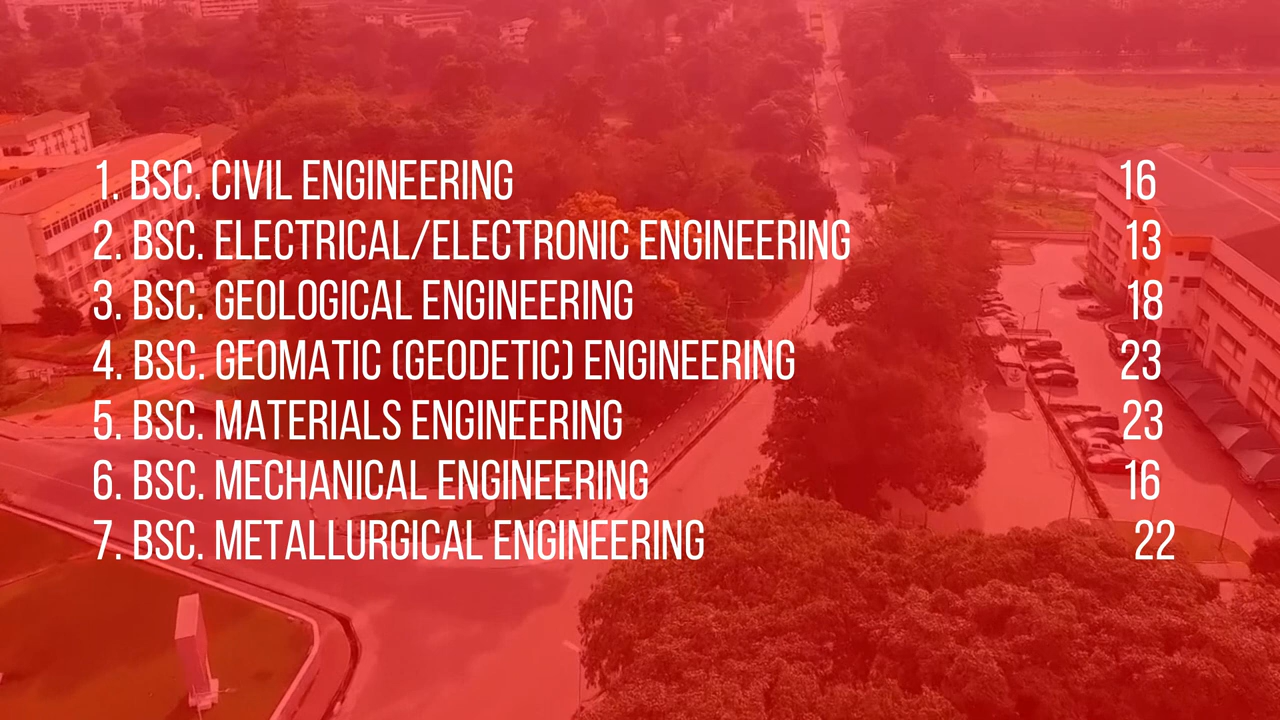 1. BSC. CIVIL ENGINEERING 16
2. BSC. ELECTRICAL/ELECTRONIC ENGINEERING 13
3. BSC. GEOLOGICAL ENGINEERING 18
4. BSC. GEOMATIC (GEODETIC) ENGINEERING 23
5. BSC. MATERIALS ENGINEERING 23
6. BSC. MECHANICAL ENGINEERING 16
7. BSC. METALLURGICAL ENGINEERING 22